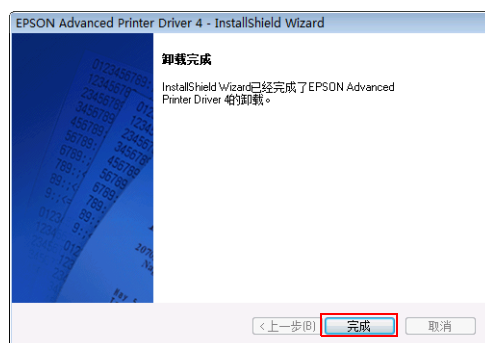 EPSON Advanced Printer Driver 4 - InstallShield Wizard
卸载完成
InstallShield Wizard已经完成了EPSON Advanced
Printer Driver 4的卸载。
<上一步(B)
完成
取消